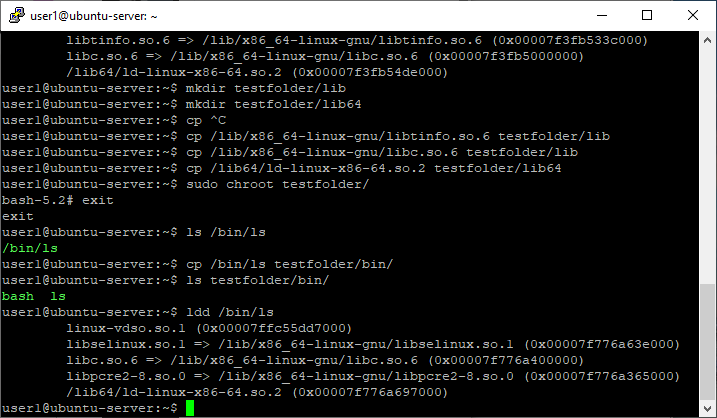 user1@ubuntu-server: ~
libtinfo.so.6 => /lib/x86_64-linux-gnu/libtinfo.so.6 (0x00007f3fb533c000)
libc.so.6 => /lib/x86_64-linux-gnu/libc.so.6 (0x00007f3fb5000000)
/lib64/ld-linux-x86-64.so.2 (0x00007f3fb54de000)
user1@ubuntu-server:~$ mkdir testfolder/lib
user1@ubuntu-server:~$ mkdir testfolder/lib64
user1@ubuntu-server:~$ cp ^C
user1@ubuntu-server:~$ cp /lib/x86_64-linux-gnu/libtinfo.so.6 testfolder/lib
user1@ubuntu-server:~$ cp /lib/x86_64-linux-gnu/libc.so.6 testfolder/lib
user1@ubuntu-server:~$ cp /lib64/ld-linux-x86-64.so.2 testfolder/lib64
user1@ubuntu-server:~$ sudo chroot testfolder/
bash-5.2# exit
exit
user1@ubuntu-server:~$ ls /bin/ls
/bin/ls
user1@ubuntu-server:~$ cp /bin/ls testfolder/bin/
user1@ubuntu-server:~$ ls testfolder/bin/
bash  ls
user1@ubuntu-server:~$ ldd /bin/ls
linux-vdso.so.1 (0x00007ffc55dd7000)
libselinux.so.1 => /lib/x86_64-linux-gnu/libselinux.so.1 (0x00007f776a63e000)
libc.so.6 => /lib/x86_64-linux-gnu/libc.so.6 (0x00007f776a400000)
libpcre2-8.so.0 => /lib/x86_64-linux-gnu/libpcre2-8.so.0 (0x00007f776a365000)
/lib64/ld-linux-x86-64.so.2 (0x00007f776a697000)
user1@ubuntu-server:~$